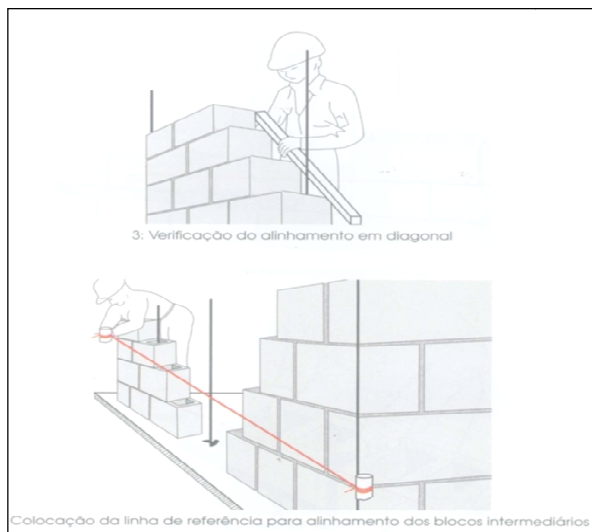 3: Verificação do alinhamento em diagonal
Colocação da linha de referência para alinhamento dos blocos intermediários